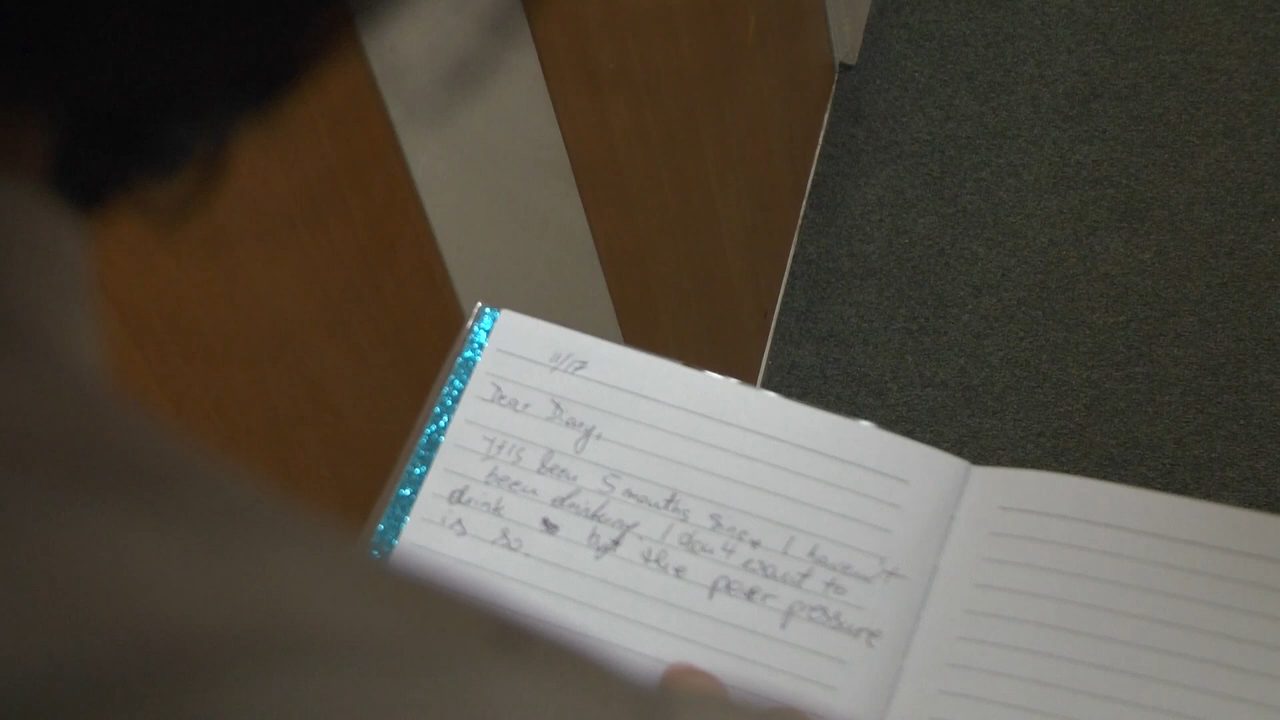 11/17
Dear Diary,
It's been 5 months since I haven't
been drinking. I don't want to
drink but the peer pessure
is so